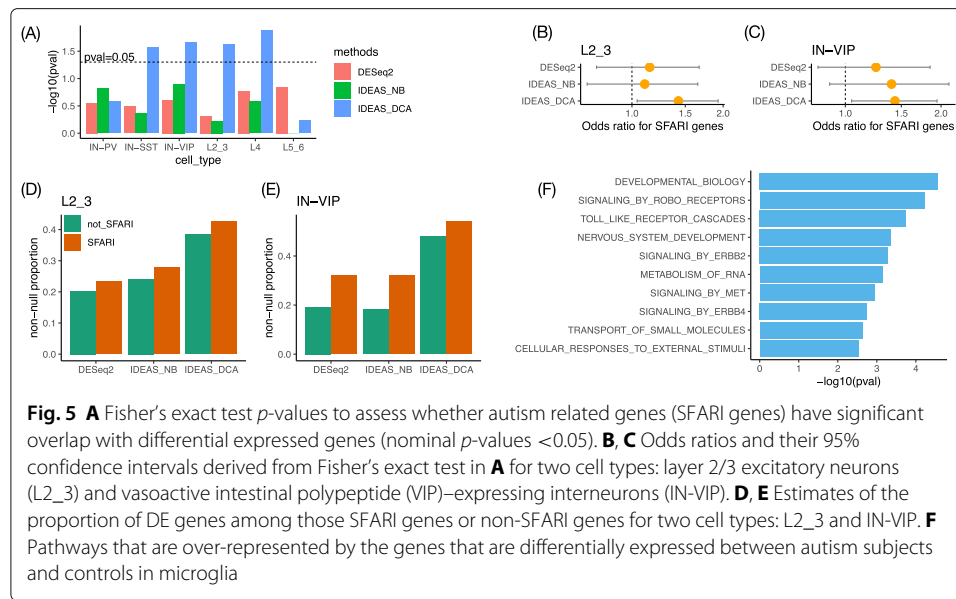 (A)
−log10(pval)
1.5
1.0
0.5
0.0
pval=0.05
IN−PV
IN−SST
IN−VIP
L2_3
L4
L5_6
cell_type
methods
DESeq2
IDEAS_NB
IDEAS_DCA
(B)
L2_3
DESeq2
IDEAS_NB
IDEAS_DCA
1.0
1.5
2.0
Odds ratio for SFARI genes
(C)
IN−VIP
DESeq2
IDEAS_NB
IDEAS_DCA
1.0
1.5
2.0
Odds ratio for SFARI genes
(D)
L2_3
not_SFARI
SFARI
non−null proportion
0.4
0.3
0.2
0.1
0.0
DESeq2
IDEAS_NB
IDEAS_DCA
(E)
IN−VIP
non−null proportion
0.4
0.2
0.0
DESeq2
IDEAS_NB
IDEAS_DCA
(F)
DEVELOPMENTAL_BIOLOGY
SIGNALING_BY_ROBO_RECEPTORS
TOLL_LIKE_RECEPTOR_CASCADES
NERVOUS_SYSTEM_DEVELOPMENT
SIGNALING_BY_ERBB2
METABOLISM_OF_RNA
SIGNALING_BY_MET
SIGNALING_BY_ERBB4
TRANSPORT_OF_SMALL_MOLECULES
CELLULAR_RESPONSES_TO_EXTERNAL_STIMULI
0
1
2
3
4
−log10(pval)
Fig. 5 A Fisher's exact test p-values to assess whether autism related genes (SFARI genes) have significant
overlap with differential expressed genes (nominal p-values <0.05). B, C Odds ratios and their 95%
confidence intervals derived from Fisher's exact test in A for two cell types: layer 2/3 excitatory neurons
(L2_3) and vasoactive intestinal polypeptide (VIP)–expressing interneurons (IN-VIP). D, E Estimates of the
proportion of DE genes among those SFARI genes or non-SFARI genes for two cell types: L2_3 and IN-VIP. F
Pathways that are over-represented by the genes that are differentially expressed between autism subjects
and controls in microglia